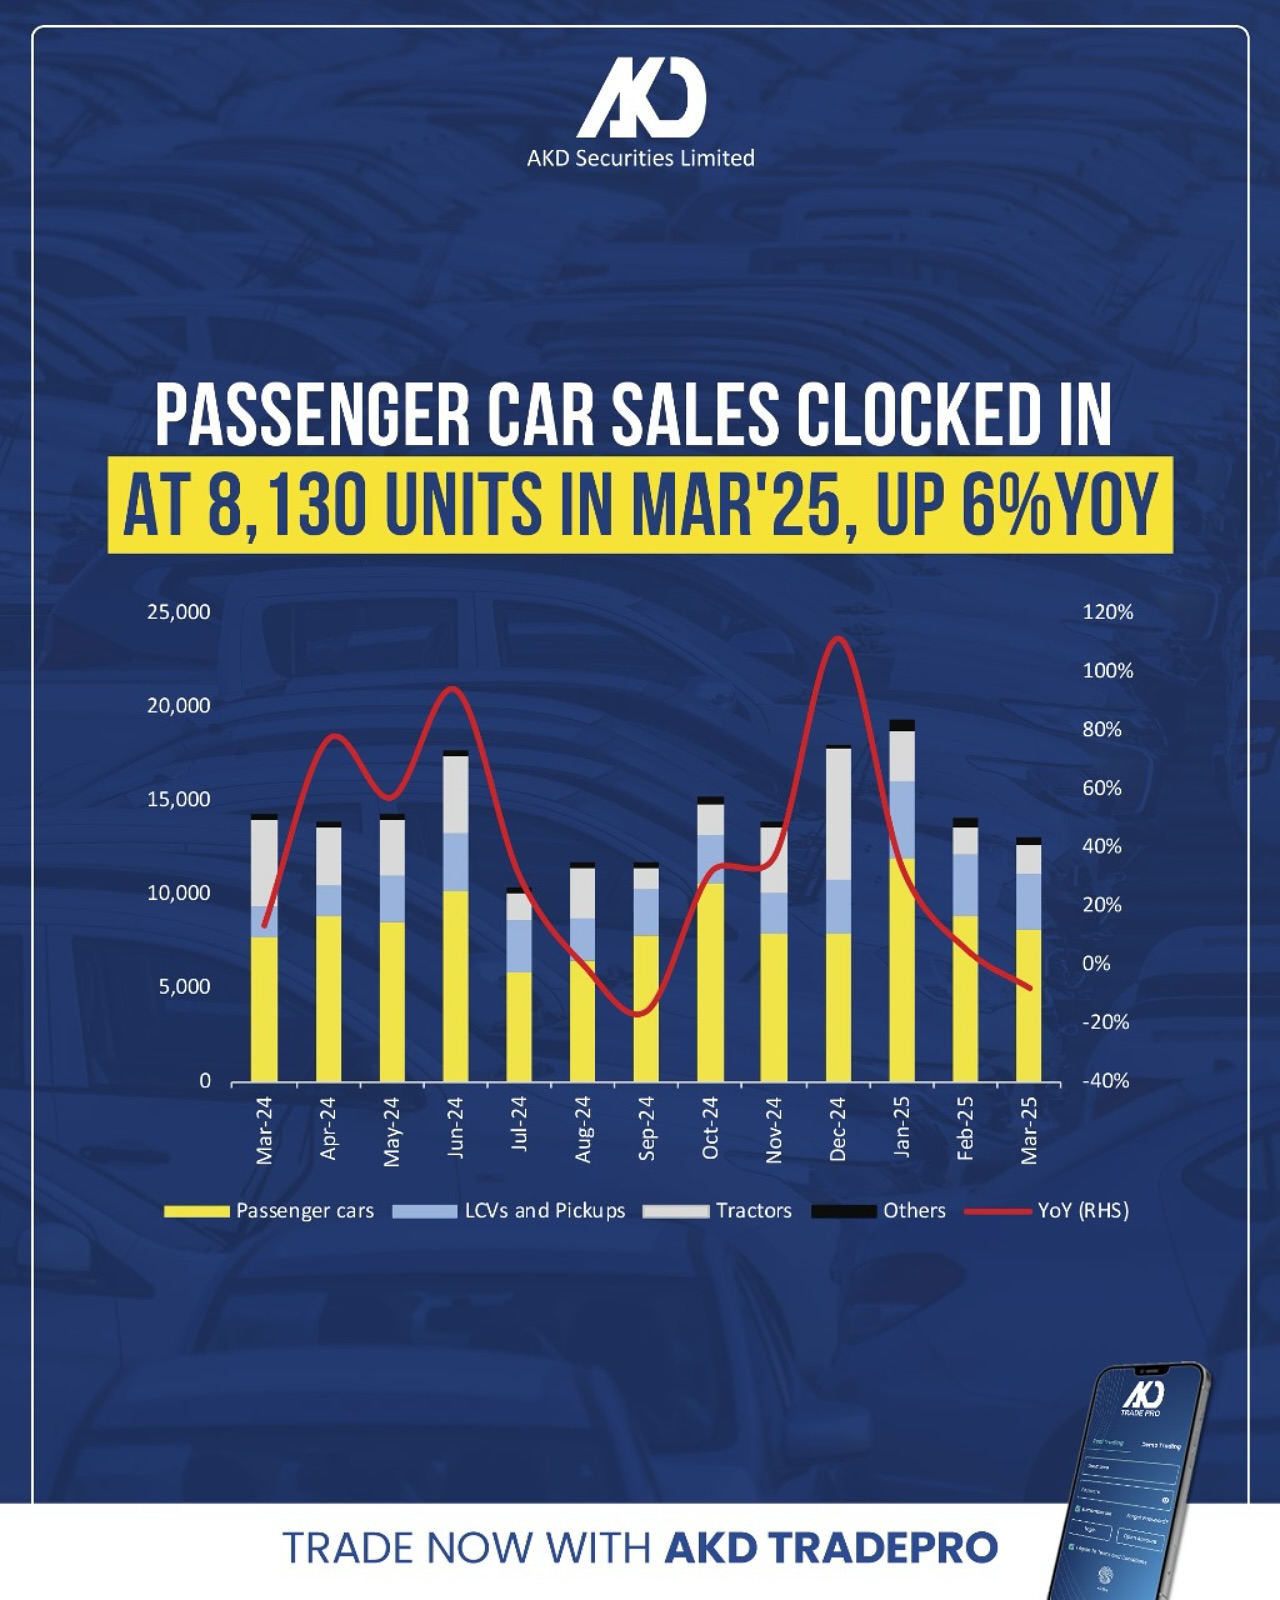 AKD
AKD Securities Limited
PASSENGER CAR SALES CLOCKED IN
AT 8,130 UNITS IN MAR'25, UP 6%YOY
25,000
20,000
15,000
10,000
5,000
0
120%
100%
80%
60%
40%
20%
0%
-20%
-40%
Mar-24
Apr-24
May-24
Jun-24
Jul-24
Aug-24
Sep-24
Oct-24
Nov-24
Dec-24
Jan-25
Feb-25
Mar-25
Passenger cars LCVs and Pickups Tractors Others YoY (RHS)
AKD
TRADE PRO
Demo Trading
TRADE NOW WITH AKD TRADEPRO